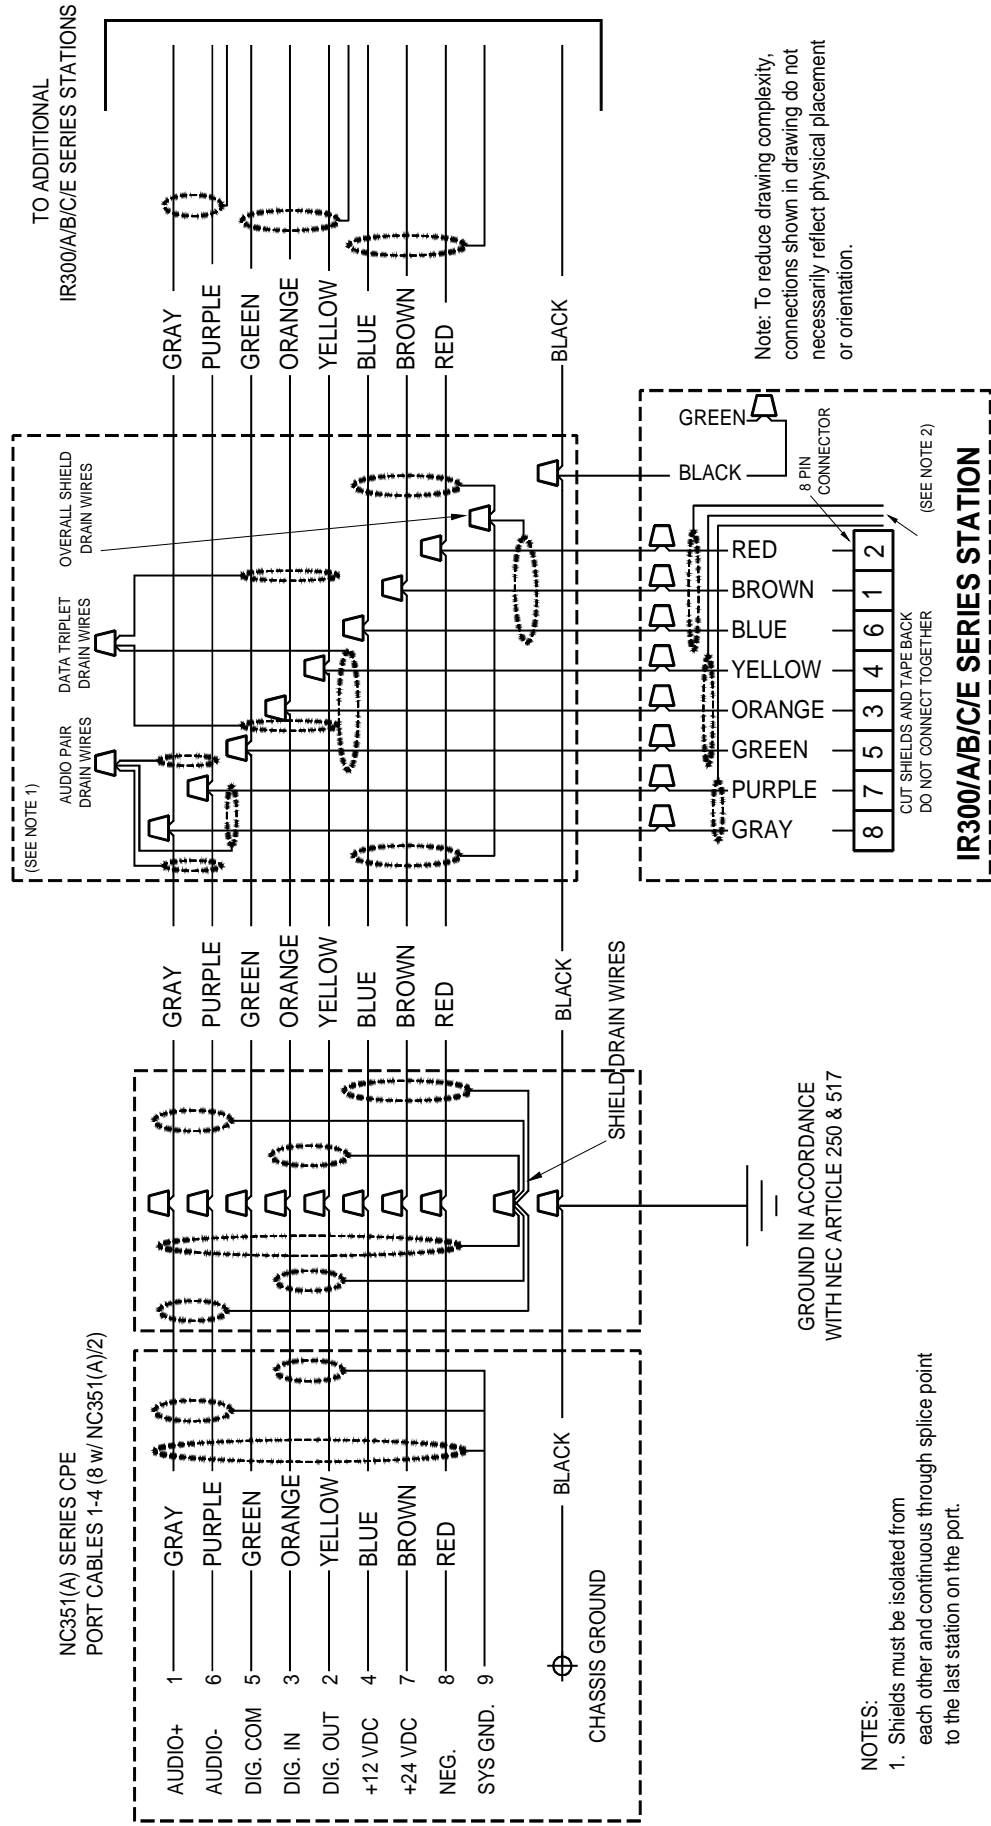 NC351(A) SERIES CPE
PORT CABLES 1-4 (8 w/ NC351(A)/2)
AUDIO+ 1 GRAY
AUDIO- 6 PURPLE
DIG. COM 5 GREEN
DIG. IN 3 ORANGE
DIG. OUT 2 YELLOW
+12 VDC 4 BLUE
+24 VDC 7 BROWN
NEG. 8 RED
SYS GND. 9
BLACK
CHASSIS GROUND
SHIELD DRAIN WIRES
GROUND IN ACCORDANCE
WITH NEC ARTICLE 250 & 517
GRAY
PURPLE
GREEN
ORANGE
YELLOW
BLUE
BROWN
RED
BLACK
(SEE NOTE 1)
AUDIO PAIR
DRAIN WIRES
DATA TRIPLET
DRAIN WIRES
OVERALL SHIELD
DRAIN WIRES
GRAY
PURPLE
GREEN
ORANGE
YELLOW
BLUE
BROWN
RED
BLACK
TO ADDITIONAL
IR300/A/B/C/E SERIES STATIONS
GRAY 8
PURPLE 7
GREEN 5
ORANGE 3
YELLOW 4
BLUE 6
BROWN 1
RED 2
BLACK
GREEN
8 PIN
CONNECTOR
(SEE NOTE 2)
CUT SHIELDS AND TAPE BACK
DO NOT CONNECT TOGETHER
IR300/A/B/C/E SERIES STATION
Note: To reduce drawing complexity,
connections shown in drawing do not
necessarily reflect physical placement
or orientation.
NOTES:
1. Shields must be isolated from
each other and continuous through splice point
to the last station on the port.